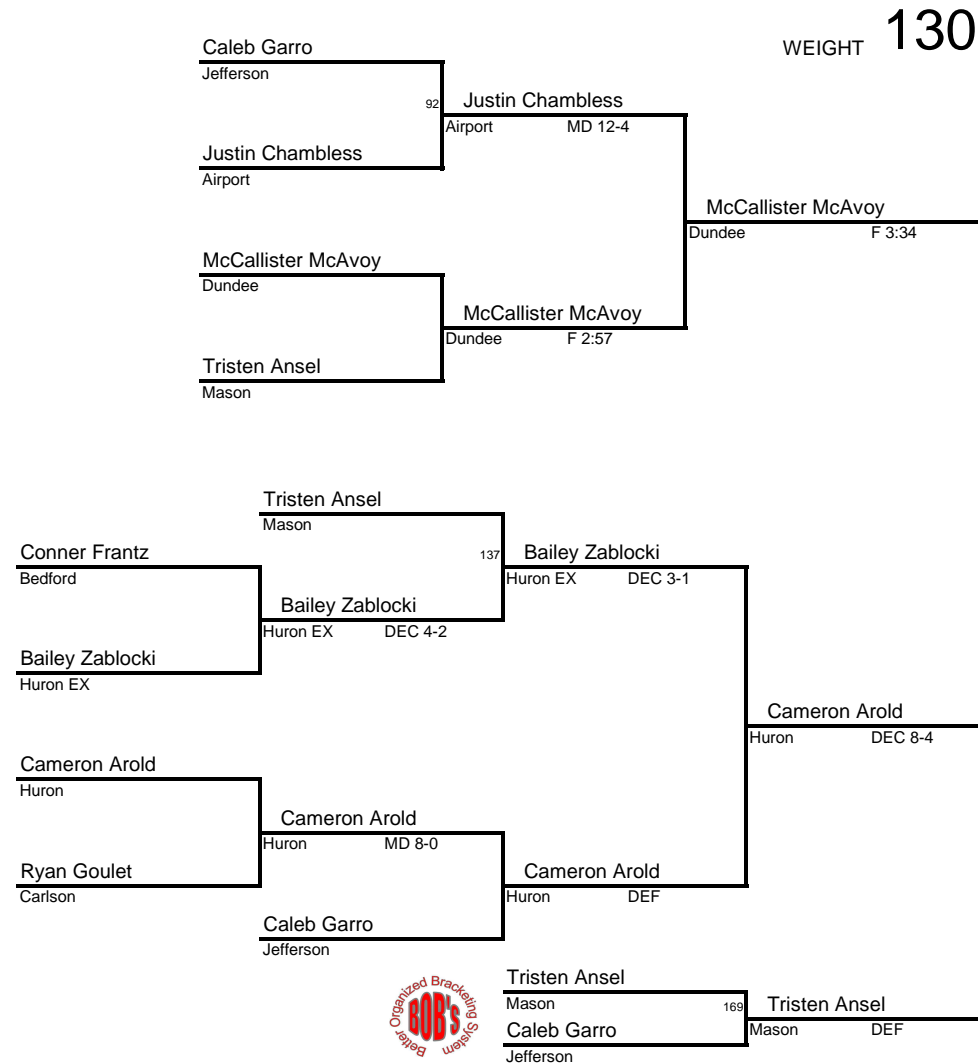 130
WEIGHT
Caleb Garro
Jefferson
92
Justin Chambless
Airport MD 12-4
Justin Chambless
Airport
McCallister McAvoy
Dundee F 3:34
McCallister McAvoy
Dundee
McCallister McAvoy
Dundee F 2:57
Tristen Ansel
Mason
Tristen Ansel
Mason
Conner Frantz
Bedford
137
Bailey Zablocki
Huron EX DEC 3-1
Bailey Zablocki
Huron EX DEC 4-2
Bailey Zablocki
Huron EX
Cameron Arold
Huron DEC 8-4
Cameron Arold
Huron
Cameron Arold
Huron MD 8-0
Ryan Goulet
Carlson
Cameron Arold
Huron DEF
Caleb Garro
Jefferson
Better Organized Bracketing System
BOB's
Tristen Ansel
Mason
169
Tristen Ansel
Mason DEF
Caleb Garro
Jefferson